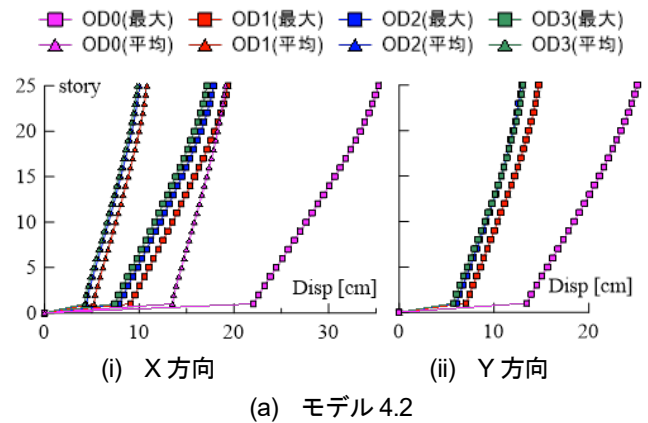 OD0(最大) OD1(最大) OD2(最大) OD3(最大)
OD0(平均) OD1(平均) OD2(平均) OD3(平均)
25
20
15
10
5
0
story
Disp [cm]
0 10 20 30
Disp [cm]
0 10 20
(i) X 方向
(ii) Y 方向
(a) モデル 4.2